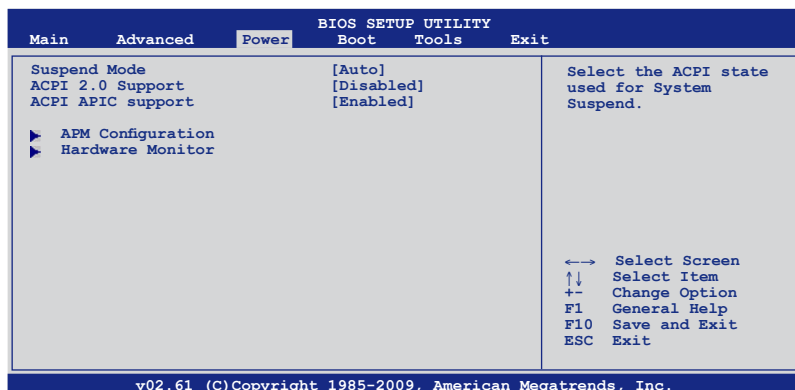 BIOS SETUP UTILITY
Main Advanced Power Boot Tools Exit
Suspend Mode [Auto]
ACPI 2.0 Support [Disabled]
ACPI APIC support [Enabled]
APM Configuration
Hardware Monitor
Select the ACPI state
used for System
Suspend.
←→ Select Screen
↑↓ Select Item
+- Change Option
F1 General Help
F10 Save and Exit
ESC Exit
v02.61 (C)Copyright 1985-2009, American Megatrends, Inc.